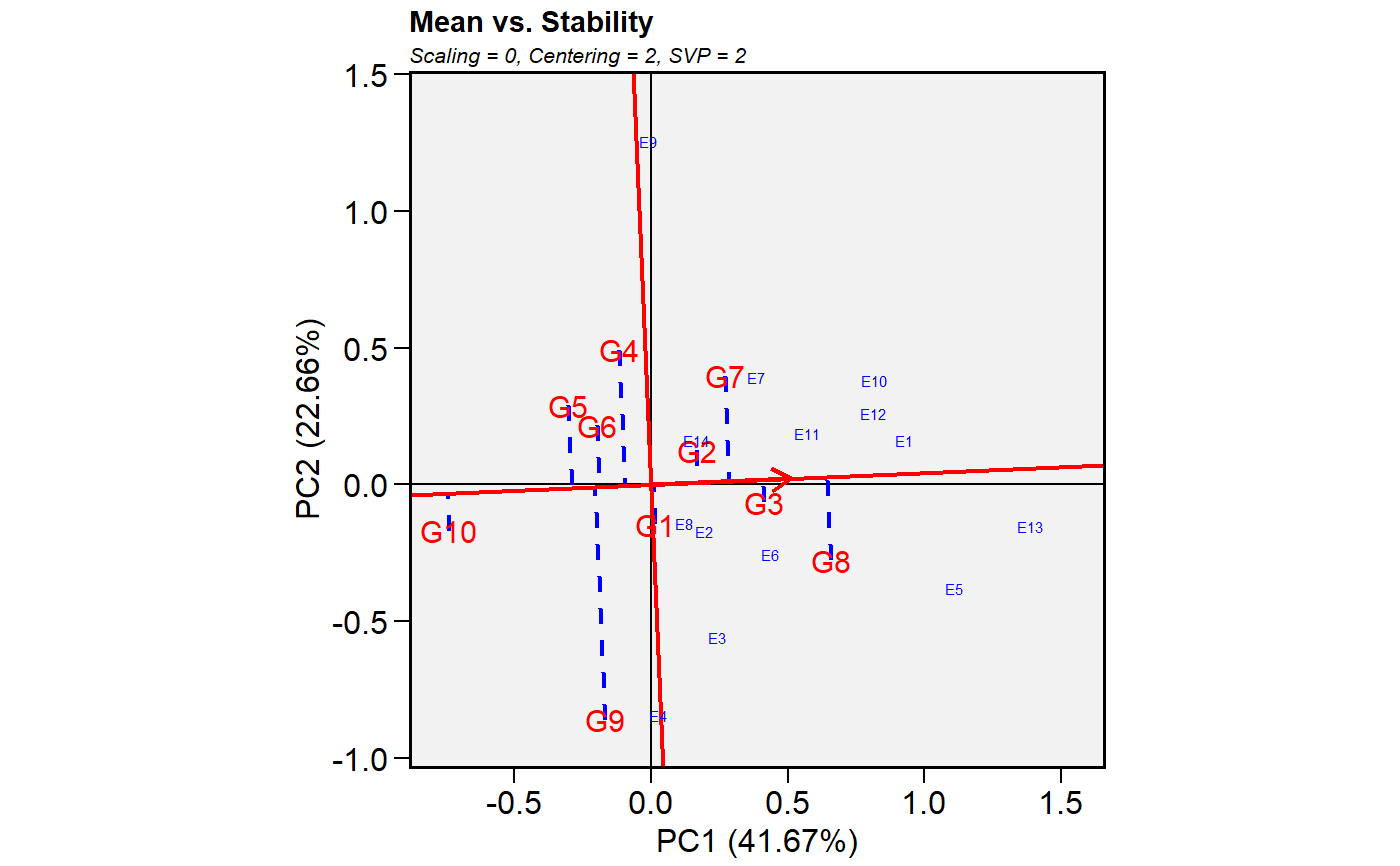 Mean vs. Stability
Scaling = 0, Centering = 2, SVP = 2
1.5
E9
1.0
0.5
G4
G7
E7
E10
G5
G6
E12
E14
G2
E11
E1
0.0
G3
G10
G1
E8
E2
E13
E6
G8
E5
-0.5
E3
G9
E4
-1.0
PC2 (22.66%)
-0.5
0.0
0.5
1.0
1.5
PC1 (41.67%)